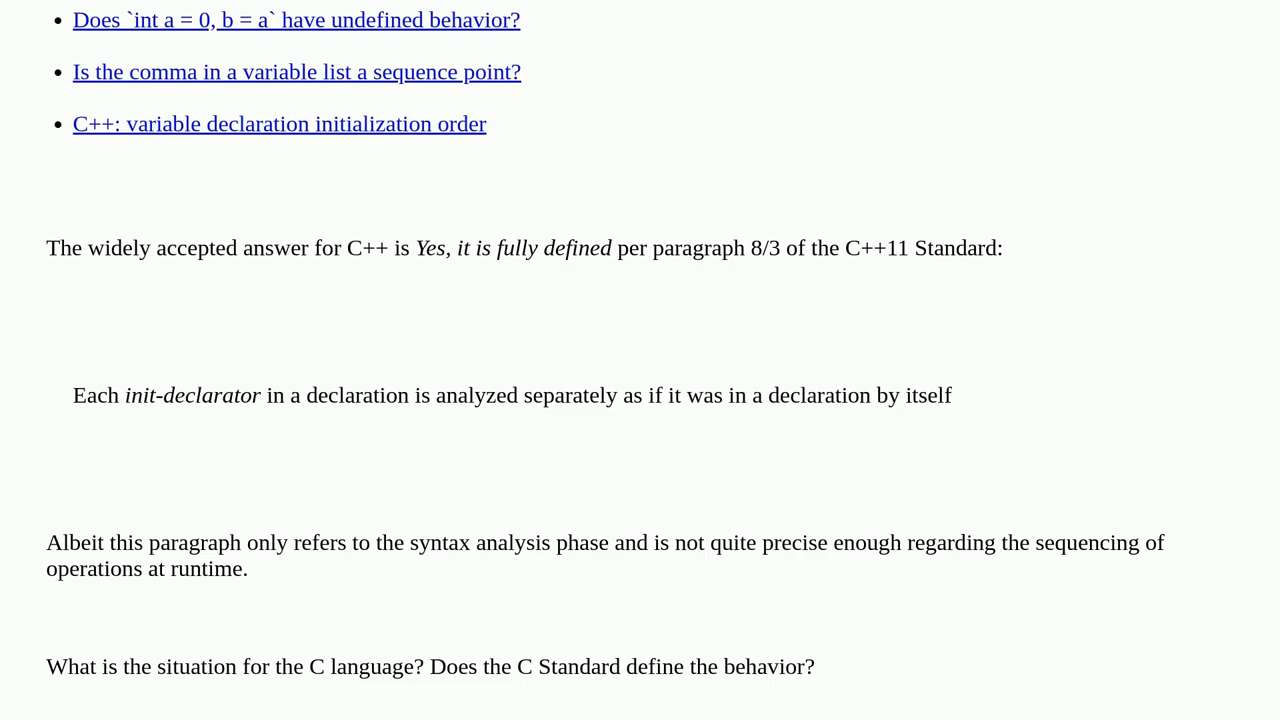 • Does `int a = 0, b = a` have undefined behavior?
• Is the comma in a variable list a sequence point?
• C++: variable declaration initialization order
The widely accepted answer for C++ is Yes, it is fully defined per paragraph 8/3 of the C++11 Standard:
Each init-declarator in a declaration is analyzed separately as if it was in a declaration by itself
Albeit this paragraph only refers to the syntax analysis phase and is not quite precise enough regarding the sequencing of
operations at runtime.
What is the situation for the C language? Does the C Standard define the behavior?